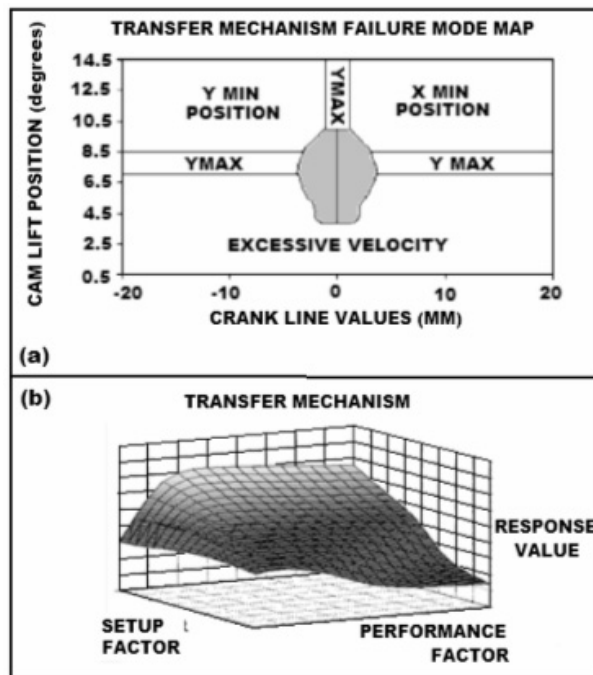 TRANSFER MECHANISM FAILURE MODE MAP
CAM LIFT POSITION (degrees)
14.5
12.5
10.5
8.5
6.5
4.5
2.5
0.5
Y MIN
POSITION
YMAX
X MIN
POSITION
YMAX
Y MAX
EXCESSIVE VELOCITY
-20
-10
0
10
20
CRANK LINE VALUES (MM)
(a)
(b)
TRANSFER MECHANISM
RESPONSE
VALUE
SETUP
FACTOR
PERFORMANCE
FACTOR